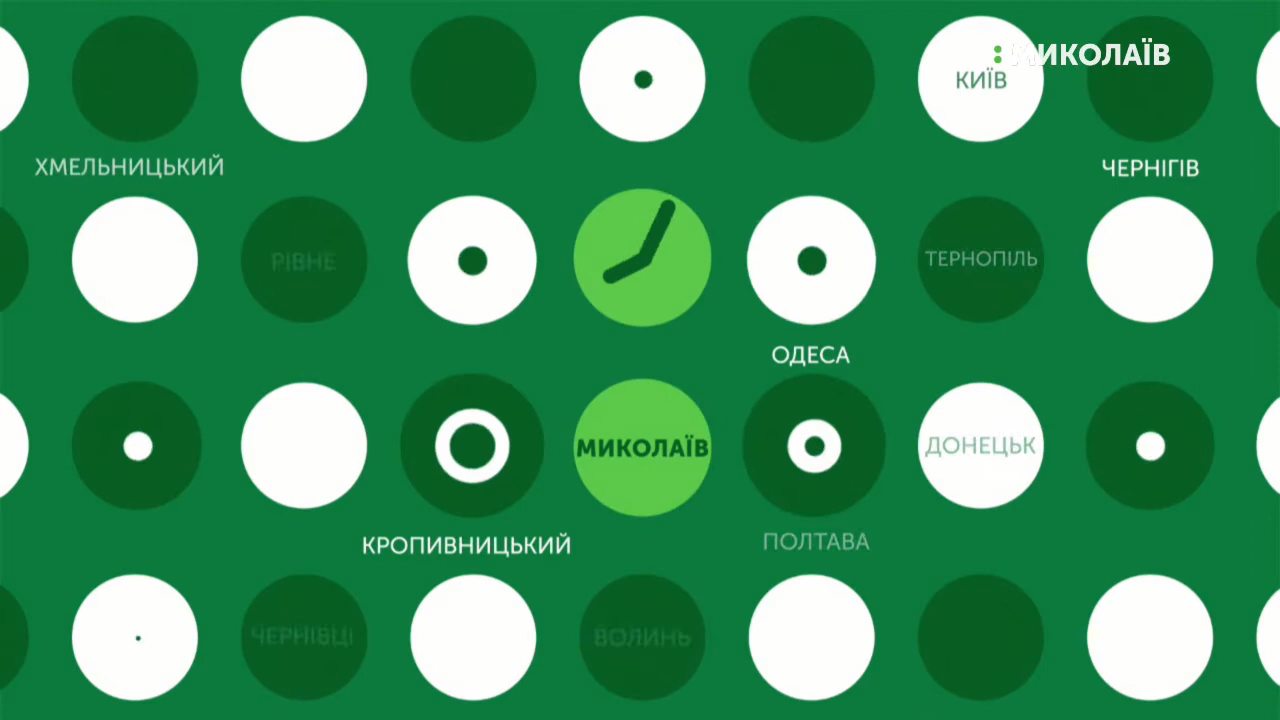 :МИКОЛАЇВ
КИЇВ
ХМЕЛЬНИЦЬКИЙ
ЧЕРНІГІВ
РІВНЕ
ТЕРНОПІЛЬ
ОДЕСА
МИКОЛАЇВ
ДОНЕЦЬК
КРОПИВНИЦЬКИЙ
ПОЛТАВА
ЧЕРНІВЦІ
ВОЛИНЬ